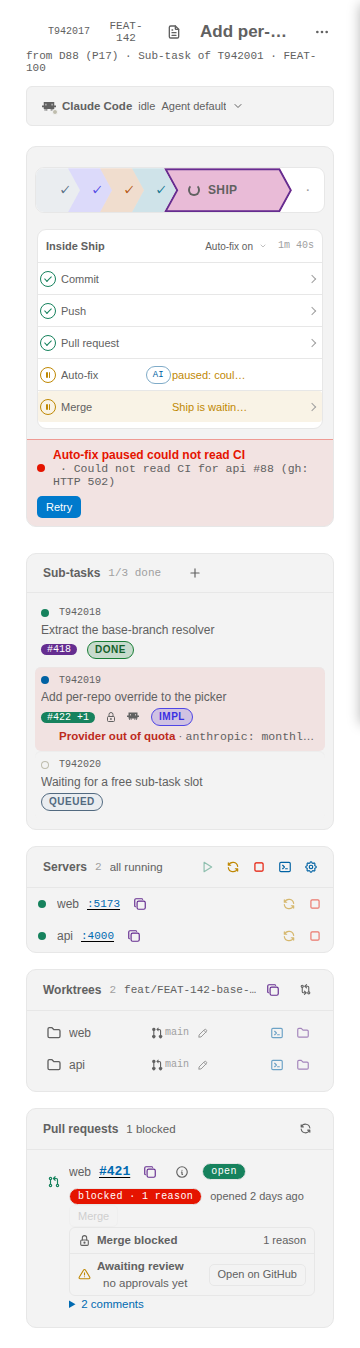 T942017 FEAT-142 Add per-…
from D88 (P17) · Sub-task of T942001 · FEAT-100
Claude Code idle Agent default
SHIP
Inside Ship Auto-fix on 1m 40s
Commit
Push
Pull request
Auto-fix AI paused: coul…
Merge Ship is waitin…
Auto-fix paused could not read CI
· Could not read CI for api #88 (gh: HTTP 502)
Retry
Sub-tasks 1/3 done
T942018
Extract the base-branch resolver
#418 DONE
T942019
Add per-repo override to the picker
#422 +1 IMPL
Provider out of quota · anthropic: monthl…
T942020
Waiting for a free sub-task slot
QUEUED
Servers 2 all running
web :5173
api :4000
Worktrees 2 feat/FEAT-142-base-…
web main
api main
Pull requests 1 blocked
web #421 open
blocked · 1 reason opened 2 days ago
Merge
Merge blocked 1 reason
Awaiting review
no approvals yet Open on GitHub
2 comments